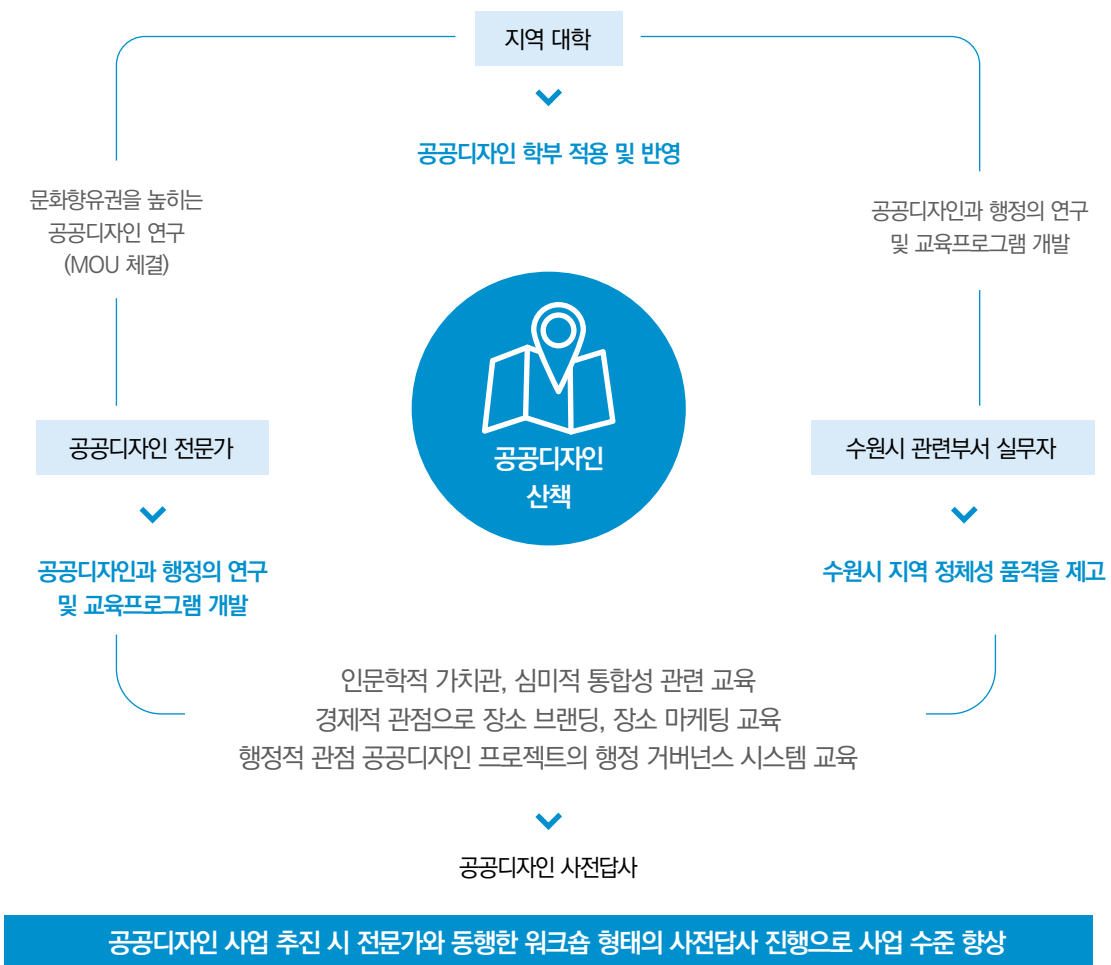 지역 대학
공공디자인 학부 적용 및 반영
문화향유권을 높히는
공공디자인 연구
(MOU 체결)
공공디자인과 행정의 연구
및 교육프로그램 개발
공공디자인
산책
공공디자인 전문가
수원시 관련부서 실무자
공공디자인과 행정의 연구
및 교육프로그램 개발
수원시 지역 정체성 품격을 제고
인문학적 가치관, 심미적 통합성 관련 교육
경제적 관점으로 장소 브랜딩, 장소 마케팅 교육
행정적 관점 공공디자인 프로젝트의 행정 거버넌스 시스템 교육
공공디자인 사전답사
공공디자인 사업 추진 시 전문가와 동행한 워크숍 형태의 사전답사 진행으로 사업 수준 향상